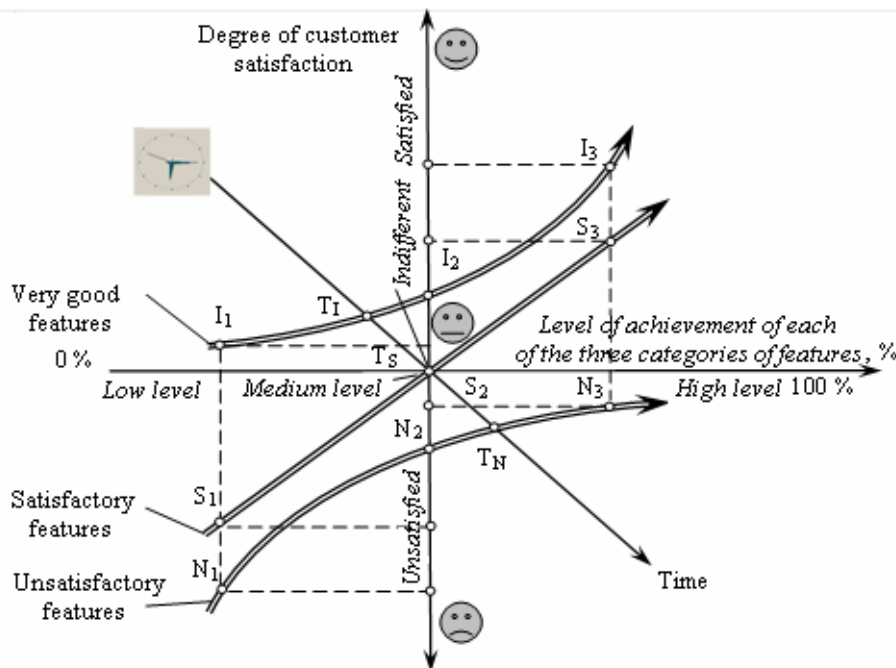 Degree of customer
satisfaction
Satisfied
Indifferent
Unsatisfied
I3
S3
I2
Very good
features
0 %
I1
TI
TS
Level of achievement of each
of the three categories of features, %
Low level
Medium level
S2
N3
High level 100 %
N2
TN
S1
Satisfactory
features
N1
Unsatisfactory
features
Time